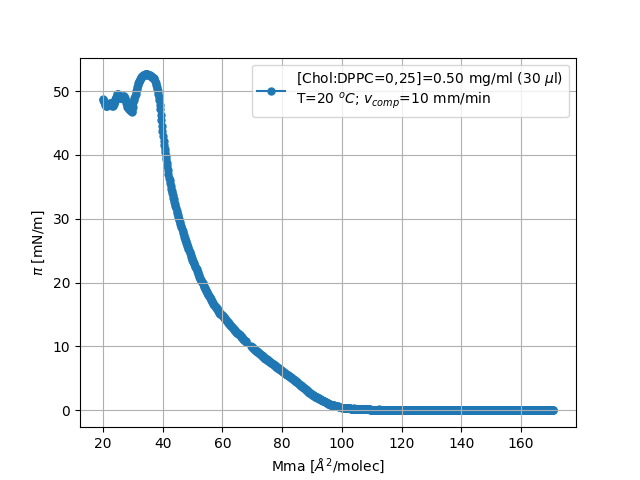 [Chol:DPPC=0,25]=0.50 mg/ml (30 μl)
T=20 °C; v_comp=10 mm/min
π [mN/m]
50
40
30
20
10
0
20 40 60 80 100 120 140 160
Mma [Å²/molec]